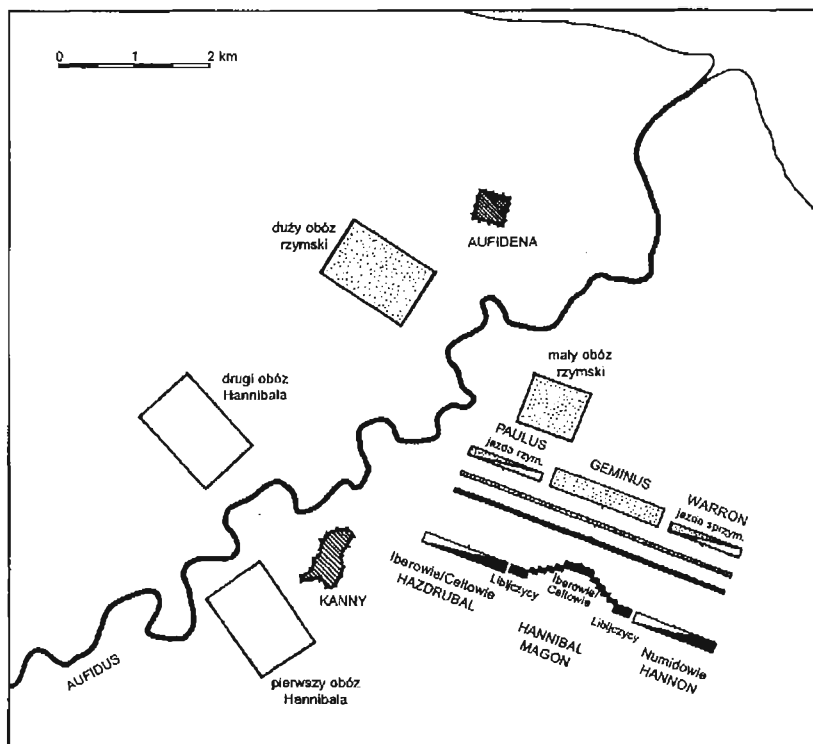 0 1 2 km
AUFIDENA
duży obóz
rzymski
mały obóz
rzymski
drugi obóz
Hannibala
PAULUS
jazda rzym.
GEMINUS
WARRON
jazda sprzym.
KANNY
Iberowie/Celtowie
HAZDRUBAL
Libijczycy
Iberowie/
Celtowie
Libijczycy
HANNIBAL
MAGON
Numidowie
HANNON
AUFIDUS
pierwszy obóz
Hannibala